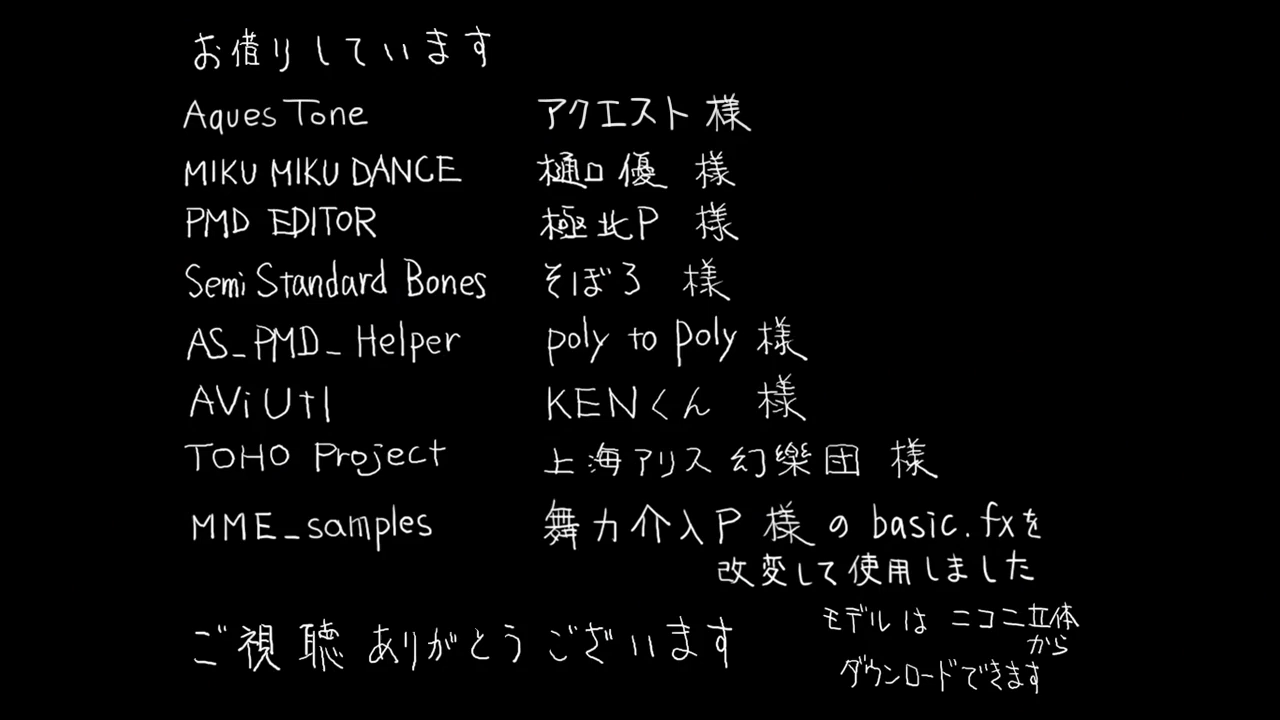 お借りしています
Aques Tone アクエスト 様
MIKU MIKU DANCE 樋口優 様
PMD EDITOR 極北P 様
Semi Standard Bones そぼろ 様
AS_PMD_Helper poly to poly 様
AVi Utl KENくん 様
TOHO Project 上海アリス幻樂団 様
MME_samples 舞力介入P 様の basic.fxを
改変して使用しました
ご視聴ありがとうございます
モデルは ニコニ立体
から
ダウンロードできます